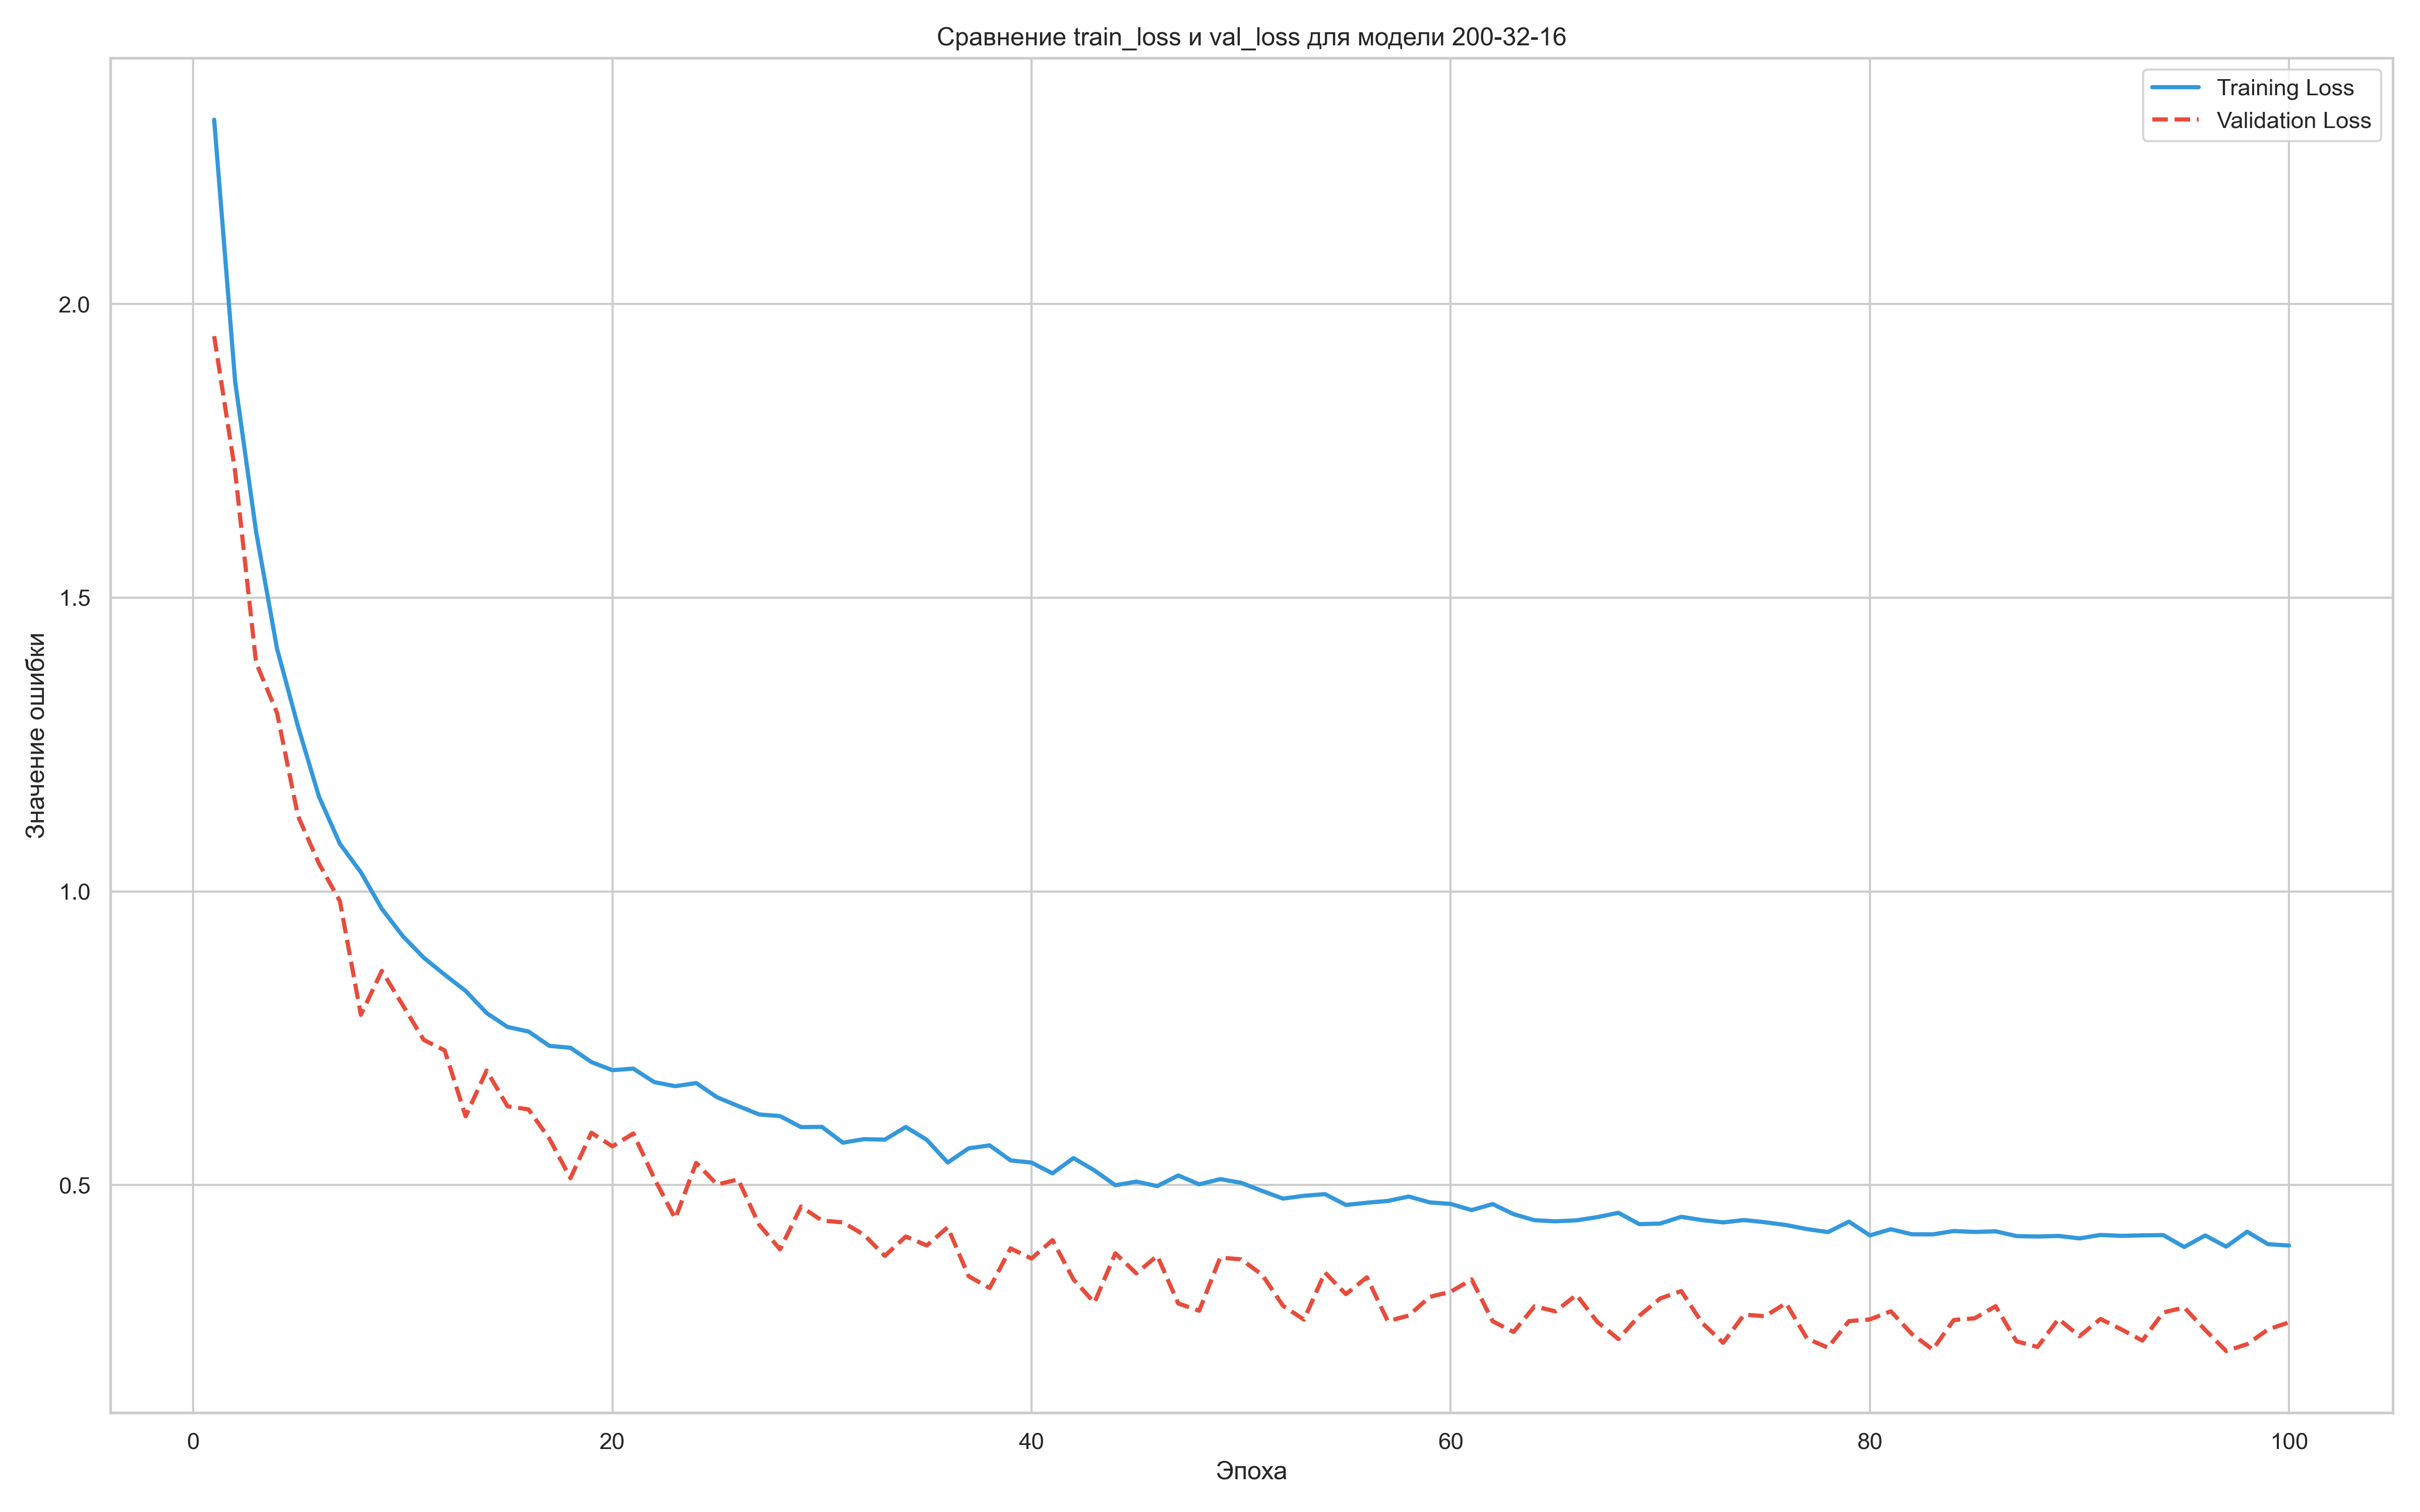 Сравнение train_loss и val_loss для модели 200-32-16
Training Loss
Validation Loss
2.0
1.5
1.0
0.5
Значение ошибки
0
20
40
60
80
100
Эпоха